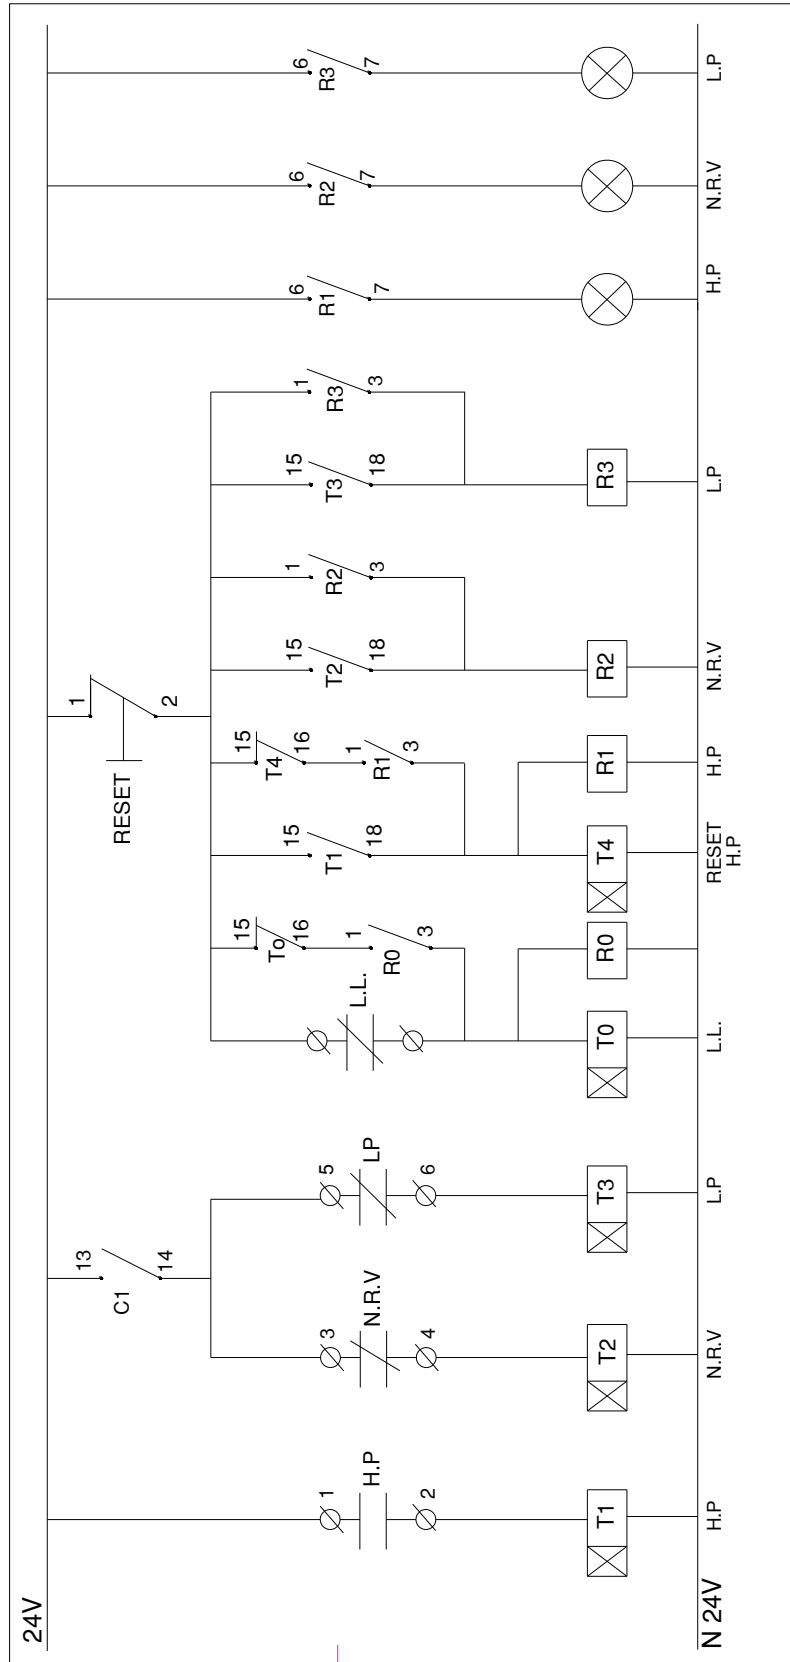 24V
N 24V
1
H.P
2
T1
H.P
13
C1
14
3
N.R.V
4
T2
N.R.V
5
LP
6
T3
L.P
RESET
1
2
L.L.
T0
L.L.
15
To
16
1
R0
3
R0
15
T1
18
T4
RESET
H.P
15
T4
16
1
R1
3
R1
H.P
15
T2
18
R2
N.R.V
1
R2
3
15
T3
18
R3
L.P
1
R3
3
6
R1
7
H.P
6
R2
7
N.R.V
6
R3
7
L.P